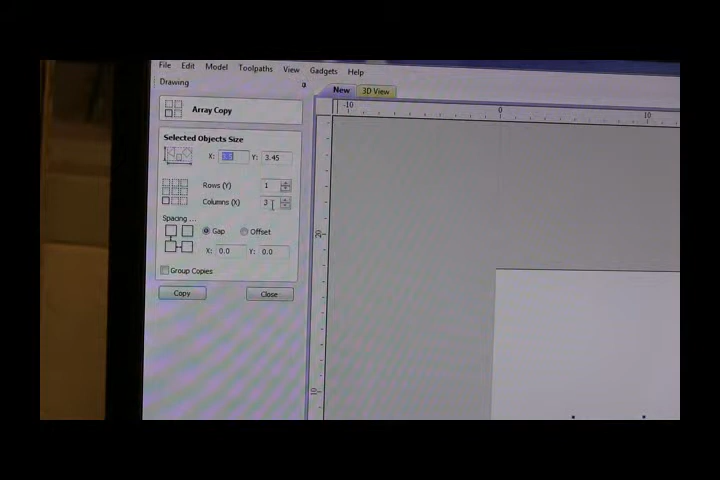 File Edit Model Toolpaths View Gadgets Help
Drawing
New 3D View
-10 0 10
Array Copy
Selected Objects Size
X: Y: 3.45
Rows (Y) 1
Columns (X) 3
Spacing ...
Gap Offset
20
X: 0.0 Y: 0.0
Group Copies
Copy Close
10